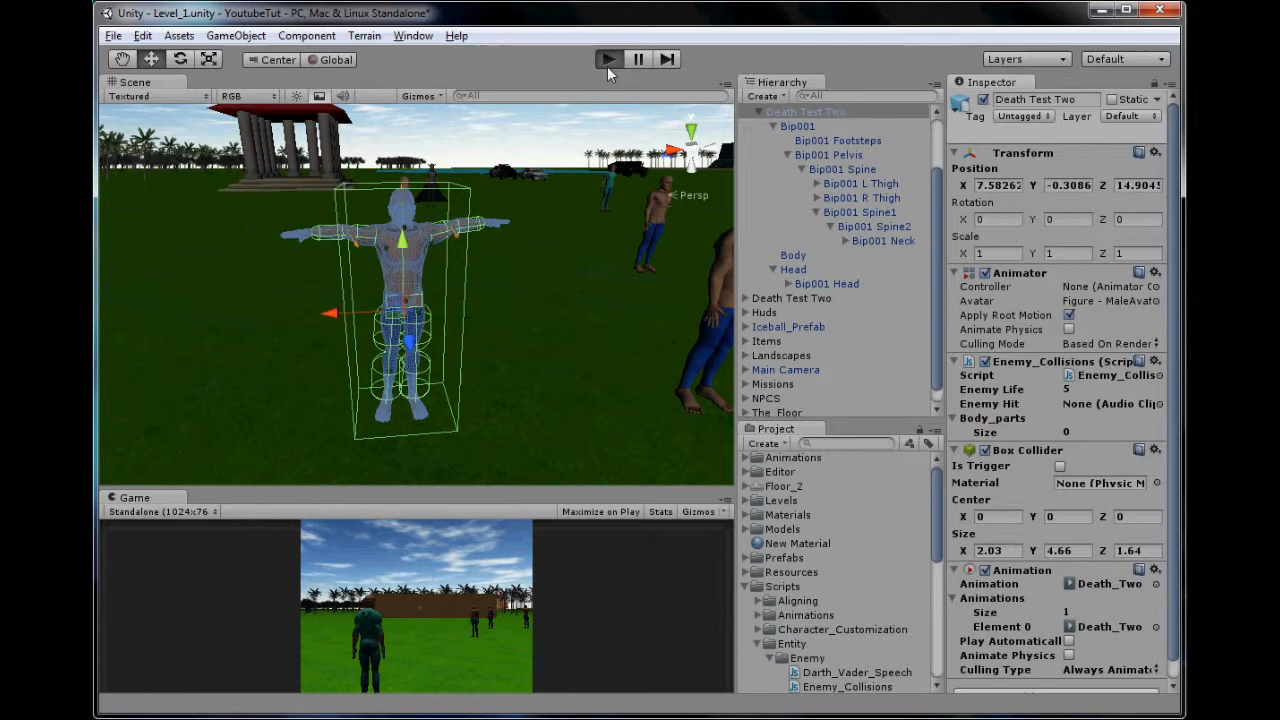 Unity - Level_1.unity - YoutubeTut - PC, Mac & Linux Standalone*
File Edit Assets GameObject Component Terrain Window Help
Center Global Layers Default
Scene
Textured RGB Gizmos All
Persp
Hierarchy
Create All
Death Test Two
Bip001
Bip001 Footsteps
Bip001 Pelvis
Bip001 Spine
Bip001 L Thigh
Bip001 R Thigh
Bip001 Spine1
Bip001 Spine2
Bip001 Neck
Body
Head
Bip001 Head
Death Test Two
Huds
Iceball_Prefab
Items
Landscapes
Main Camera
Missions
NPCS
The_Floor
Project
Create
Animations
Editor
Floor_2
Levels
Materials
Models
New Material
Prefabs
Resources
Scripts
Aligning
Animations
Character_Customization
Entity
Enemy
Darth_Vader_Speech
Enemy_Collisions
Inspector
Death Test Two Static
Tag Untagged Layer Default
Transform
Position
X 7.58262 Y -0.3086 Z 14.9045
Rotation
X 0 Y 0 Z 0
Scale
X 1 Y 1 Z 1
Animator
Controller None (Animator C
Avatar Figure - MaleAvat
Apply Root Motion
Animate Physics
Culling Mode Based On Render
Enemy_Collisions (Scrip
Script Enemy_Collis
Enemy Life 5
Enemy Hit None (Audio Cli
Body_parts
Size 0
Box Collider
Is Trigger
Material None (Physic M
Center
X 0 Y 0 Z 0
Size
X 2.03 Y 4.66 Z 1.64
Animation
Animation Death_Two
Animations
Size 1
Element 0 Death_Two
Play Automaticall
Animate Physics
Culling Type Always Animat
Game
Standalone (1024x76 Maximize on Play Stats Gizmos